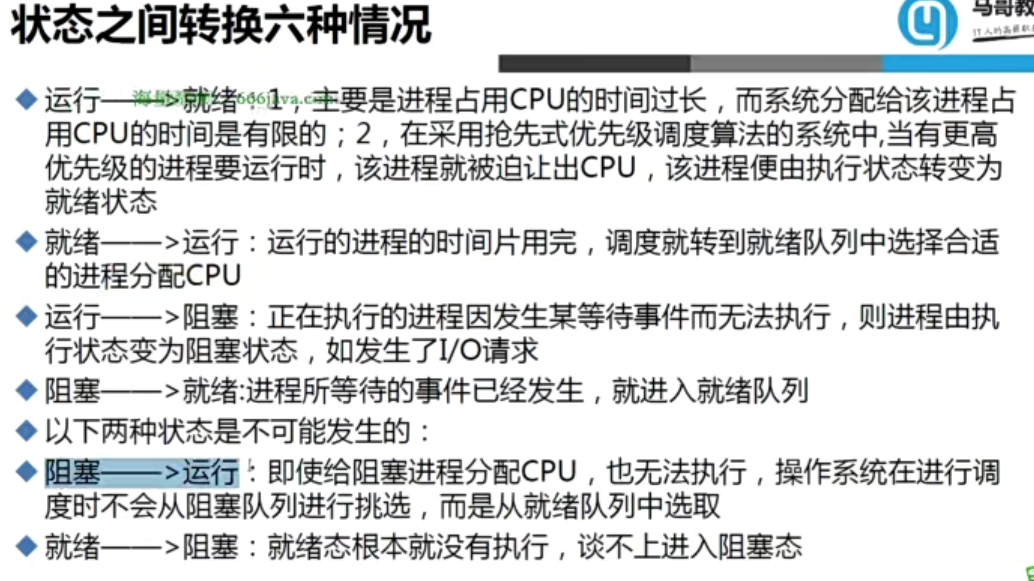 状态之间转换六种情况
马哥教
IT人的高薪职
运行——>就绪：1，主要是进程占用CPU的时间过长，而系统分配给该进程占
用CPU的时间是有限的；2，在采用抢先式优先级调度算法的系统中,当有更高
优先级的进程要运行时，该进程就被迫让出CPU，该进程便由执行状态转变为
就绪状态
就绪——>运行：运行的进程的时间片用完，调度就转到就绪队列中选择合适
的进程分配CPU
运行——>阻塞：正在执行的进程因发生某等待事件而无法执行，则进程由执
行状态变为阻塞状态，如发生了I/O请求
阻塞——>就绪:进程所等待的事件已经发生，就进入就绪队列
以下两种状态是不可能发生的：
阻塞——>运行：即使给阻塞进程分配CPU，也无法执行，操作系统在进行调
度时不会从阻塞队列进行挑选，而是从就绪队列中选取
就绪——>阻塞：就绪态根本就没有执行，谈不上进入阻塞态